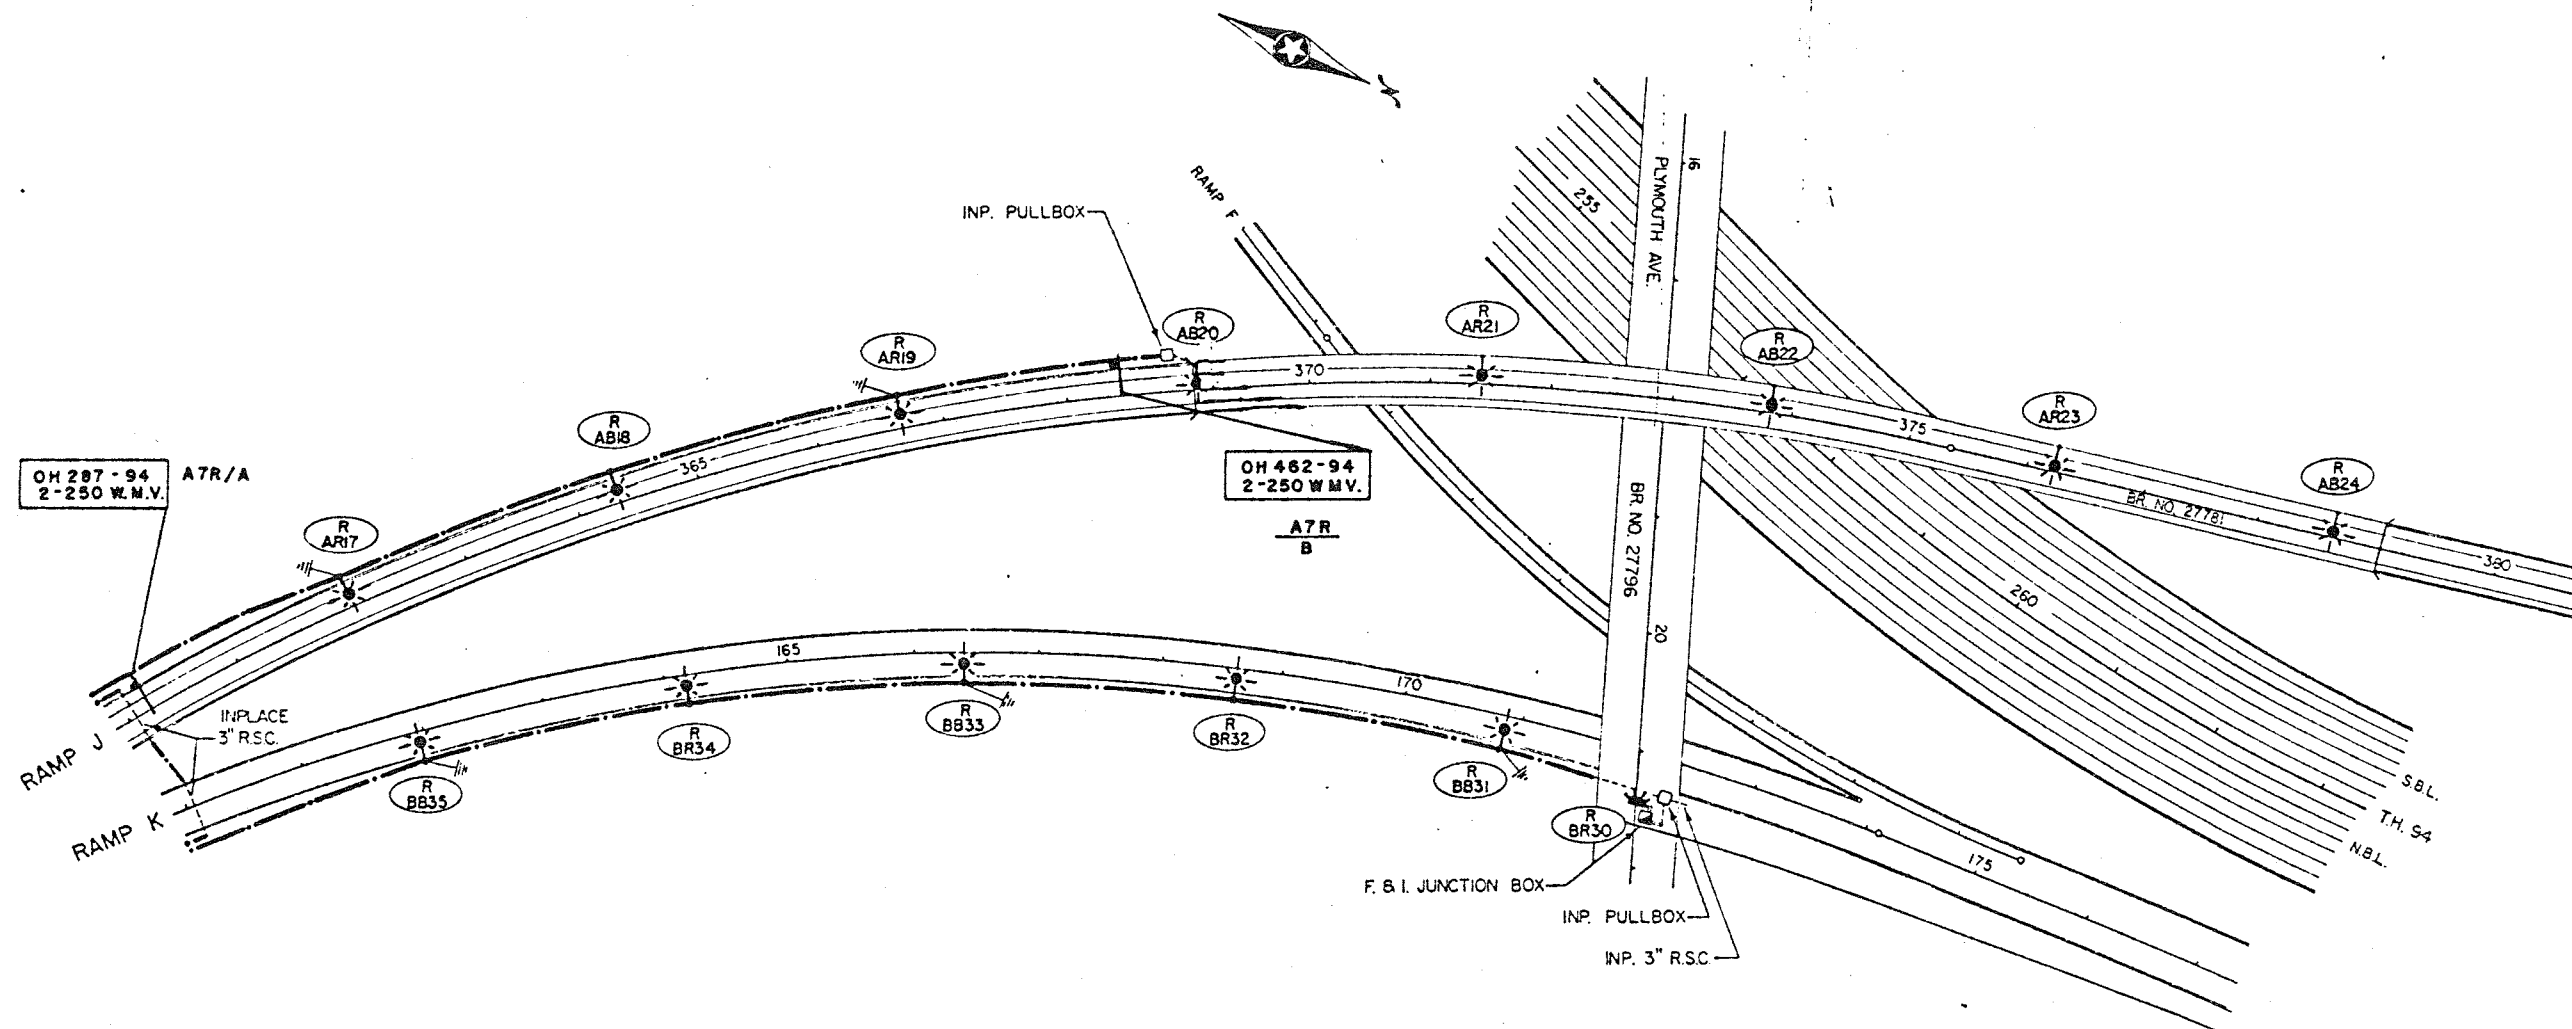 N
16
PLYMOUTH AVE.
255
RAMP F
INP. PULLBOX
R
AB20
R
AR21
R
AB22
R
AR19
370
R
AR23
375
R
AB18
365
OH 287-94
2-250 W.M.V.
A7R/A
OH 462-94
2-250 W.M.V.
A7R
B
R
AB24
BR. NO. 27781
380
R
AR17
BR. NO. 27796
260
20
165
170
INPLACE
3" R.S.C.
RAMP J
RAMP K
R
BB35
R
BR34
R
BB33
R
BR32
R
BB31
R
BR30
S.B.L.
T.H. 94
N.B.L.
175
F. & I. JUNCTION BOX
INP. PULLBOX
INP. 3" R.S.C.